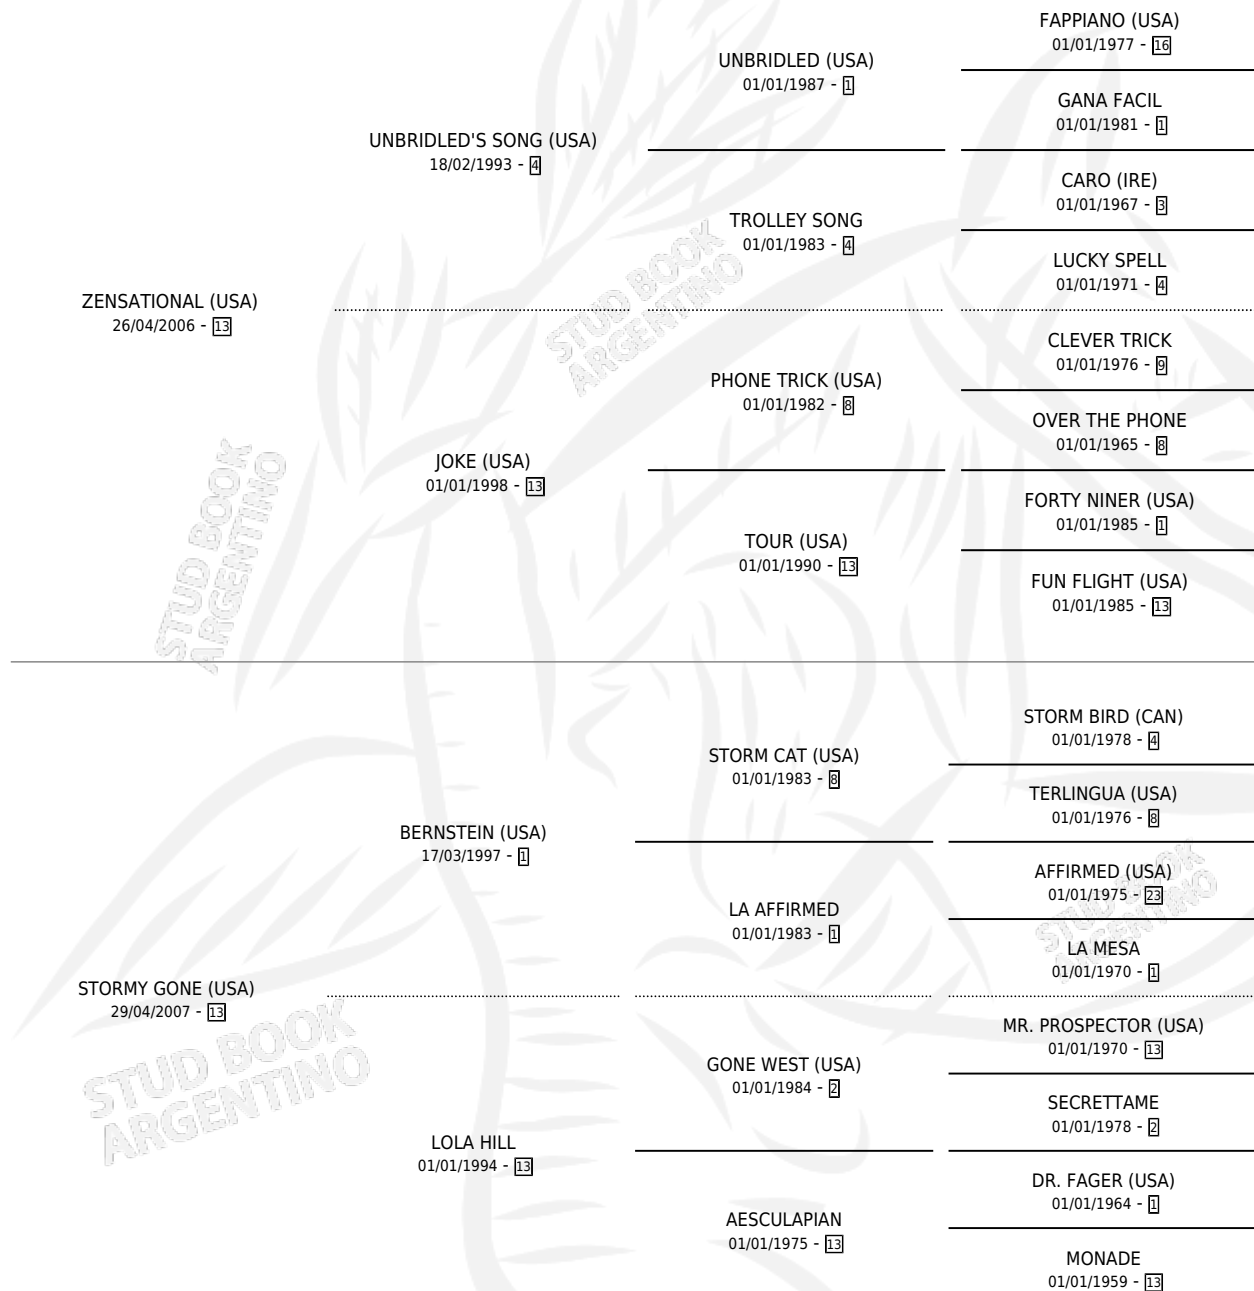 FAPPIANO (USA)
01/01/1977 - 16
UNBRIDLED (USA)
01/01/1987 - 1
GANA FACIL
01/01/1981 - 1
UNBRIDLED'S SONG (USA)
18/02/1993 - 4
CARO (IRE)
01/01/1967 - 3
TROLLEY SONG
01/01/1983 - 4
LUCKY SPELL
01/01/1971 - 4
ZENSATIONAL (USA)
26/04/2006 - 13
CLEVER TRICK
01/01/1976 - 9
PHONE TRICK (USA)
01/01/1982 - 8
OVER THE PHONE
01/01/1965 - 8
JOKE (USA)
01/01/1998 - 13
FORTY NINER (USA)
01/01/1985 - 1
TOUR (USA)
01/01/1990 - 13
FUN FLIGHT (USA)
01/01/1985 - 13
STORM BIRD (CAN)
01/01/1978 - 4
STORM CAT (USA)
01/01/1983 - 8
TERLINGUA (USA)
01/01/1976 - 8
BERNSTEIN (USA)
17/03/1997 - 1
AFFIRMED (USA)
01/01/1975 - 23
LA AFFIRMED
01/01/1983 - 1
LA MESA
01/01/1970 - 1
STORMY GONE (USA)
29/04/2007 - 13
MR. PROSPECTOR (USA)
01/01/1970 - 13
GONE WEST (USA)
01/01/1984 - 2
SECRETTAME
01/01/1978 - 2
LOLA HILL
01/01/1994 - 13
DR. FAGER (USA)
01/01/1964 - 1
AESCULAPIAN
01/01/1975 - 13
MONADE
01/01/1959 - 13
STUD BOOK
ARGENTINO
STUD BOOK
ARGENTINO
STUD BOOK
ARGENTINO
STUD BOOK
ARGENTINO